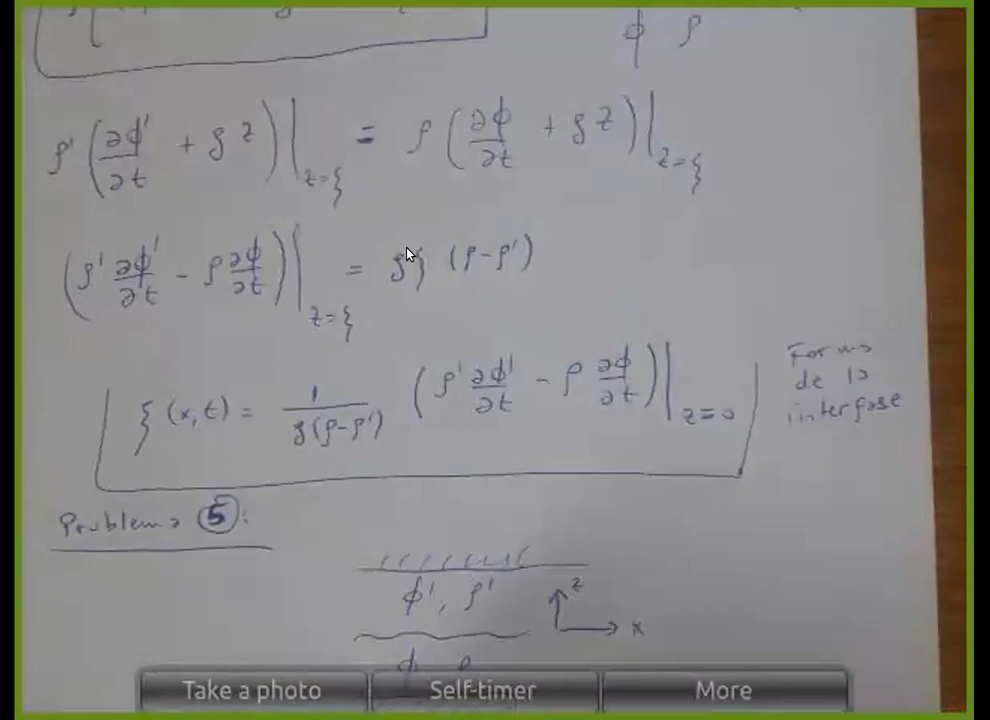 ϕ ρ
ρ' (∂ϕ'/∂t + g z)|z=ξ = ρ (∂ϕ/∂t + g z)|z=ξ
(ρ' ∂ϕ'/∂t - ρ ∂ϕ/∂t)|z=ξ = gξ (ρ-ρ')
ξ (x,t) = 1/g(ρ-ρ') (ρ' ∂ϕ'/∂t - ρ ∂ϕ/∂t)|z=0
Forma
de la
interfase
Problema 5:
ϕ', ρ'
z
x
ϕ ρ
Take a photo
Self-timer
More